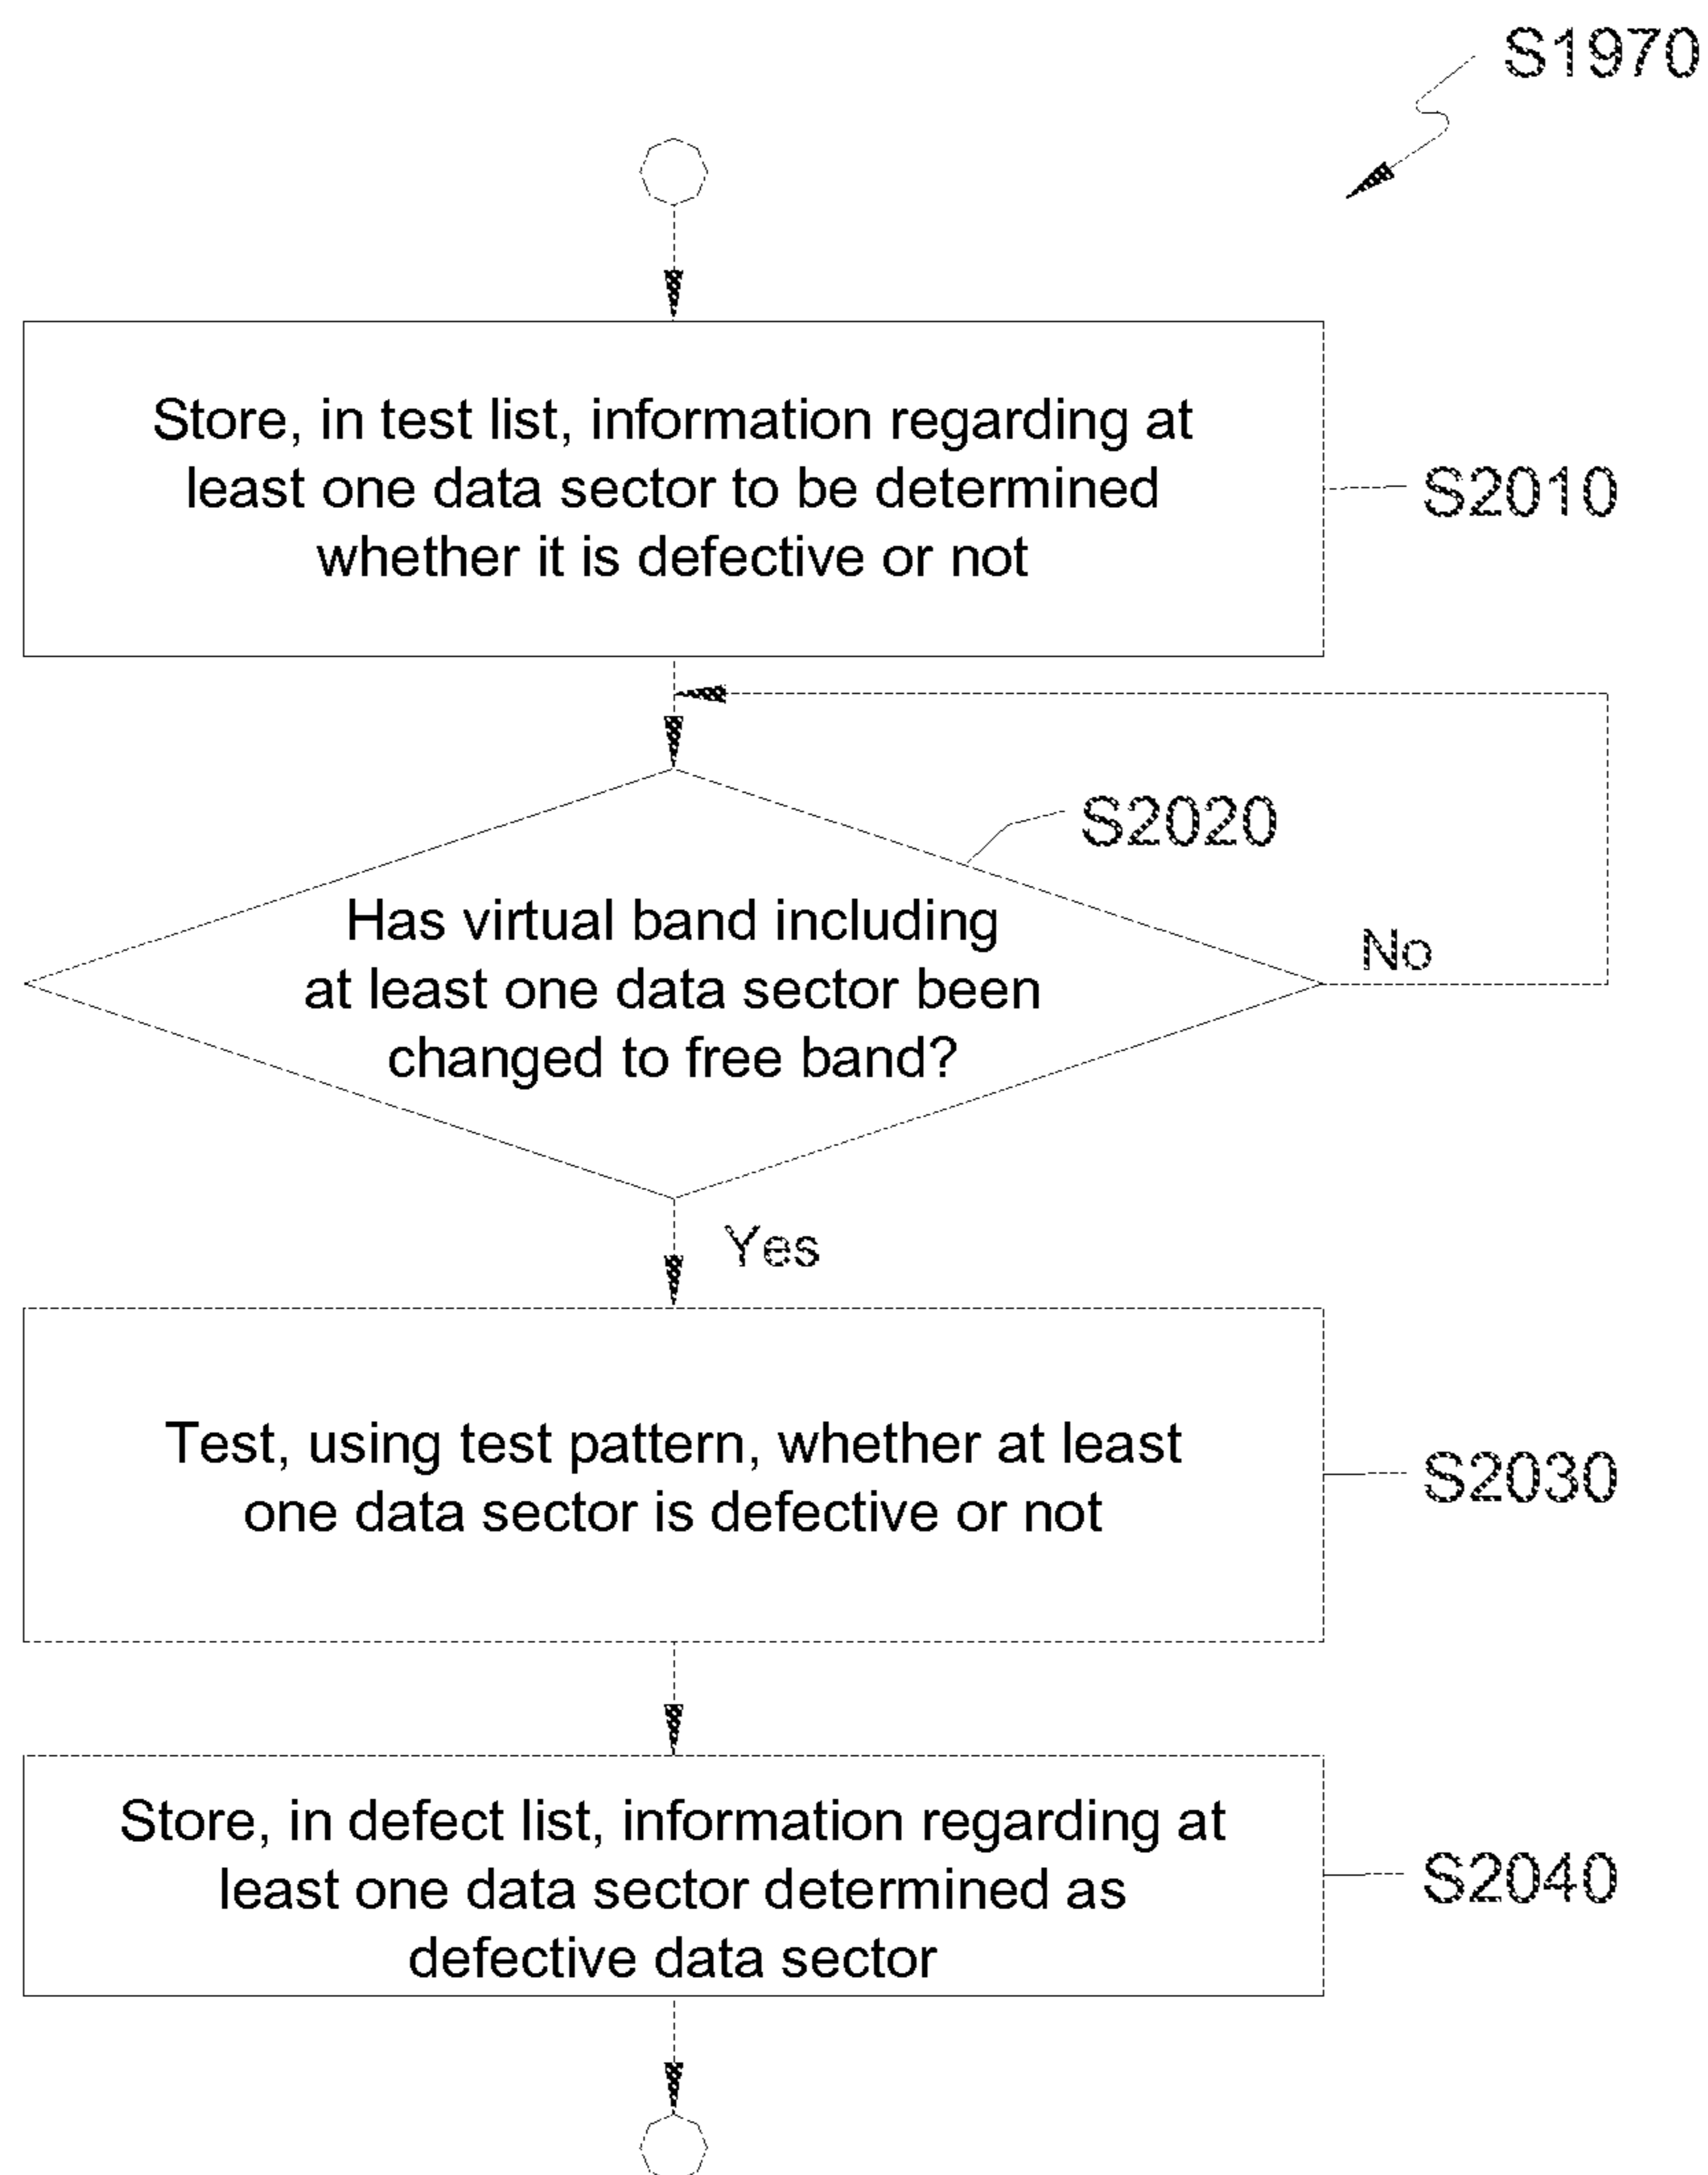 S1970
Store, in test list, information regarding at
least one data sector to be determined
whether it is defective or not
S2010
S2020
Has virtual band including
at least one data sector been
changed to free band?
No
Yes
Test, using test pattern, whether at least
one data sector is defective or not
S2030
Store, in defect list, information regarding at
least one data sector determined as
defective data sector
S2040